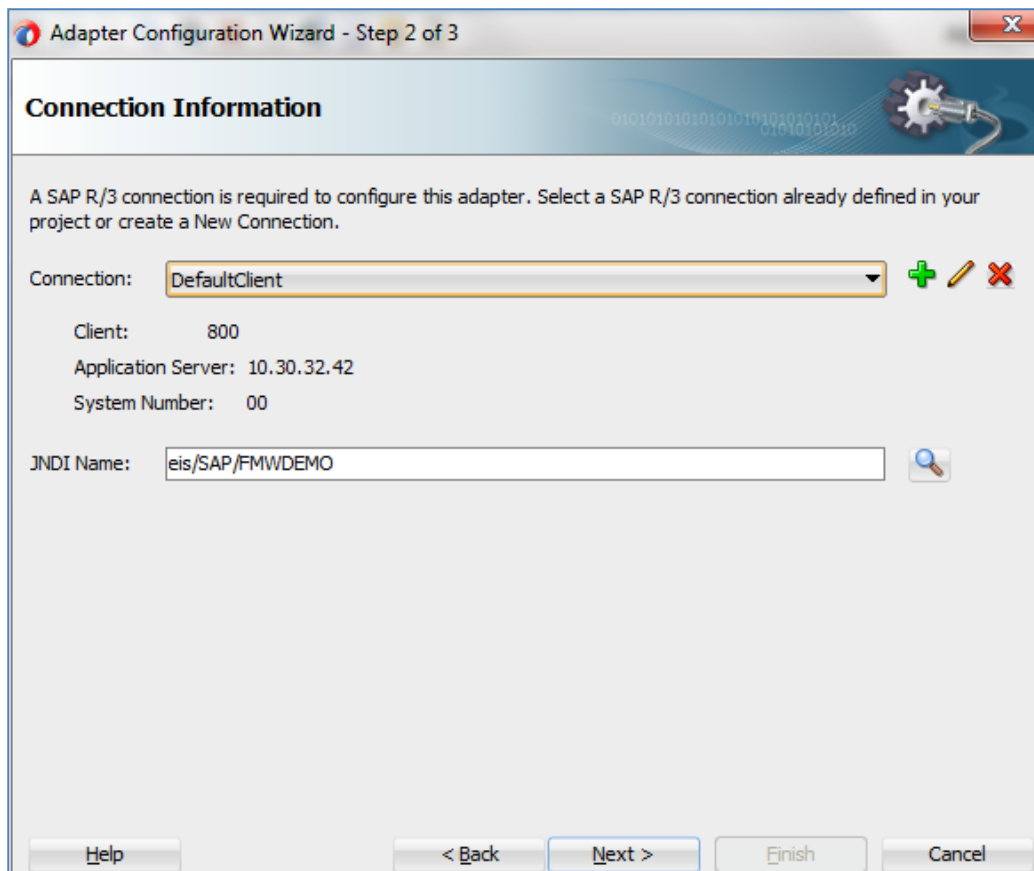 Adapter Configuration Wizard - Step 2 of 3
Connection Information
A SAP R/3 connection is required to configure this adapter. Select a SAP R/3 connection already defined in your
project or create a New Connection.
Connection: DefaultClient
Client: 800
Application Server: 10.30.32.42
System Number: 00
JNDI Name: eis/SAP/FMWDEMO
Help < Back Next > Finish Cancel